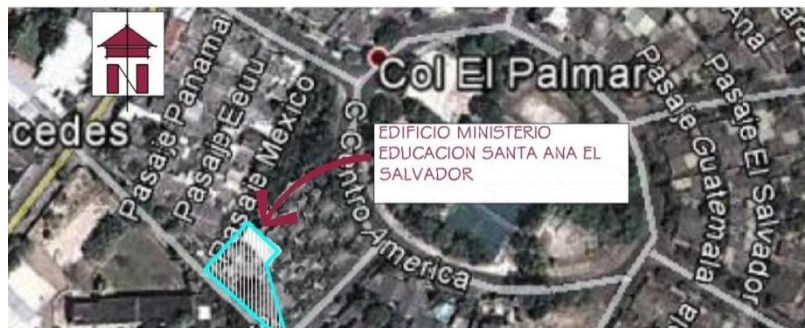 N
Col El Palmar
cedes
Pasaje Panama
Pasaje Eeuu
Pasaje Mexico
EDIFICIO MINISTERIO
EDUCACION SANTA ANA EL
SALVADOR
C Centro America
Pasaje Guatemala
Pasaje El Salvador
Ana